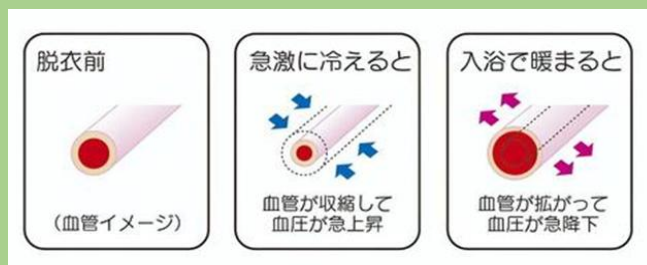 脱衣前
（血管イメージ）
急激に冷えると
血管が収縮して
血圧が急上昇
入浴で暖まると
血管が拡がって
血圧が急降下